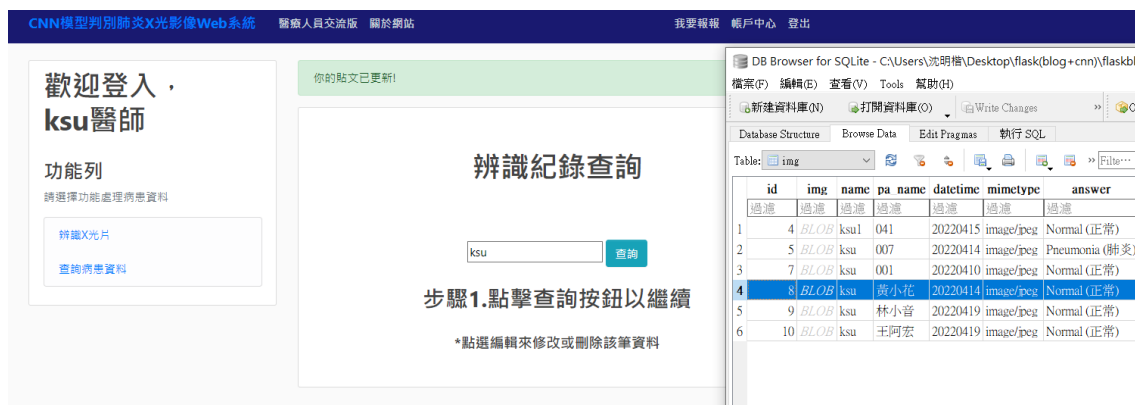 CNN模型判別肺炎X光影像Web系統 醫療人員交流版 關於網站 我要報報 帳戶中心 登出
歡迎登入，
ksu醫師
功能列
請選擇功能處理病患資料
辨識X光片
查詢病患資料
你的貼文已更新!
辨識紀錄查詢
ksu 查詢
步驟1.點擊查詢按鈕以繼續
*點選編輯來修改或刪除該筆資料
DB Browser for SQLite - C:\Users\沈明楷\Desktop\flask(blog+cnn)\flaskbl
檔案(F) 編輯(E) 查看(V) Tools 幫助(H)
新建資料庫(N) 打開資料庫(O) Write Changes »
Database Structure Browse Data Edit Pragmas 執行 SQL
Table: img » Filte…
id img name pa_name datetime mimetype answer
過濾 過濾 過濾 過濾 過濾 過濾 過濾
1 4 BLOB ksu1 041 20220415 image/jpeg Normal (正常)
2 5 BLOB ksu 007 20220414 image/jpeg Pneumonia (肺炎)
3 7 BLOB ksu 001 20220410 image/jpeg Normal (正常)
4 8 BLOB ksu 黃小花 20220414 image/jpeg Normal (正常)
5 9 BLOB ksu 林小音 20220419 image/jpeg Normal (正常)
6 10 BLOB ksu 王阿宏 20220419 image/jpeg Normal (正常)